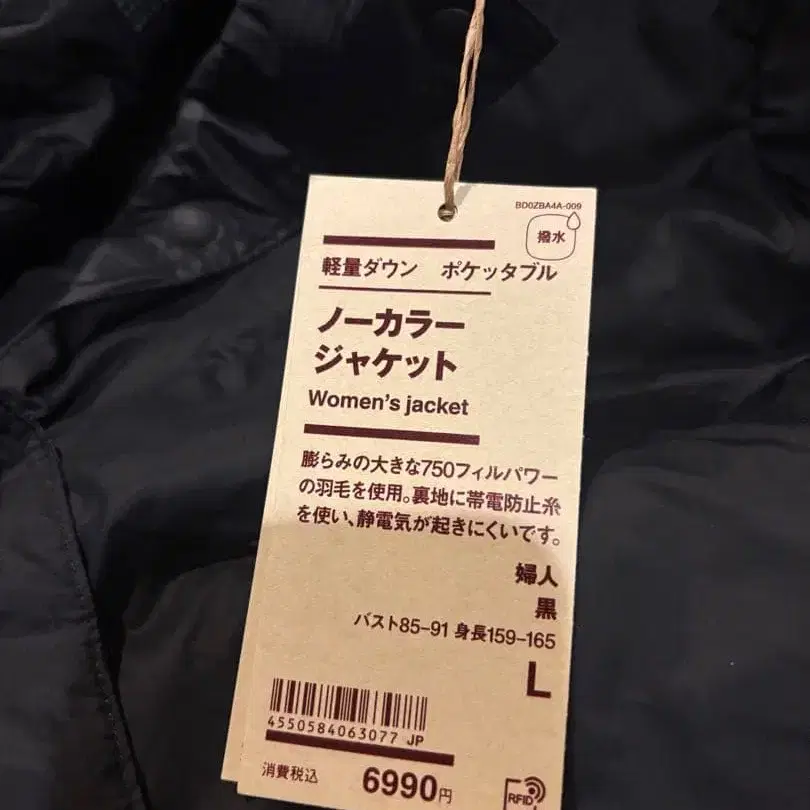 BD0ZBA4A-009
撥水
軽量ダウン ポケッタブル
ノーカラー
ジャケット
Women's jacket
膨らみの大きな750フィルパワー
の羽毛を使用。裏地に帯電防止糸
を使い、静電気が起きにくいです。
婦人
黒
バスト85-91 身長159-165
L
4550584063077 JP
消費税込 6990円
RFID